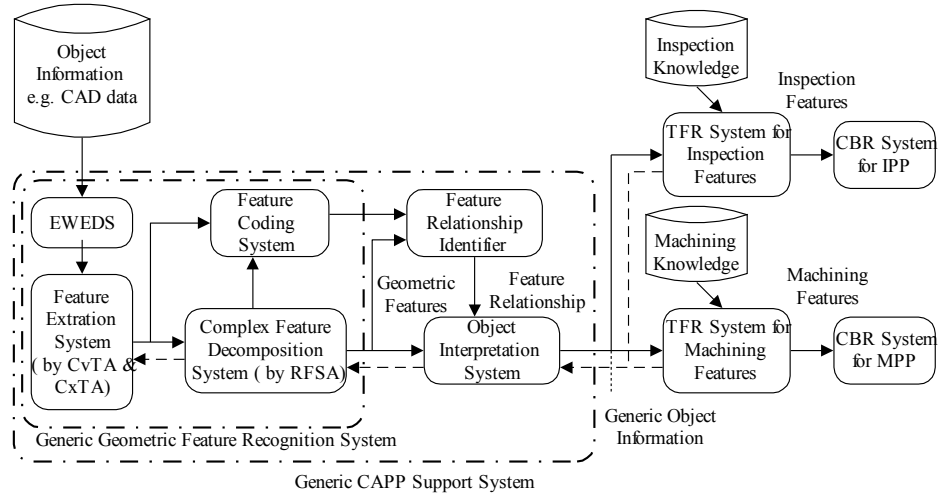 Object
Information
e.g. CAD data
Inspection
Knowledge
Inspection
Features
TFR System for
Inspection
Features
CBR System
for IPP
EWEDS
Feature
Coding
System
Feature
Relationship
Identifier
Machining
Knowledge
Machining
Features
Geometric
Features
Feature
Relationship
Feature
Extration
System
( by CvTA &
CxTA)
Complex Feature
Decomposition
System ( by RFSA)
Object
Interpretation
System
TFR System for
Machining
Features
CBR System
for MPP
Generic Geometric Feature Recognition System
Generic Object
Information
Generic CAPP Support System